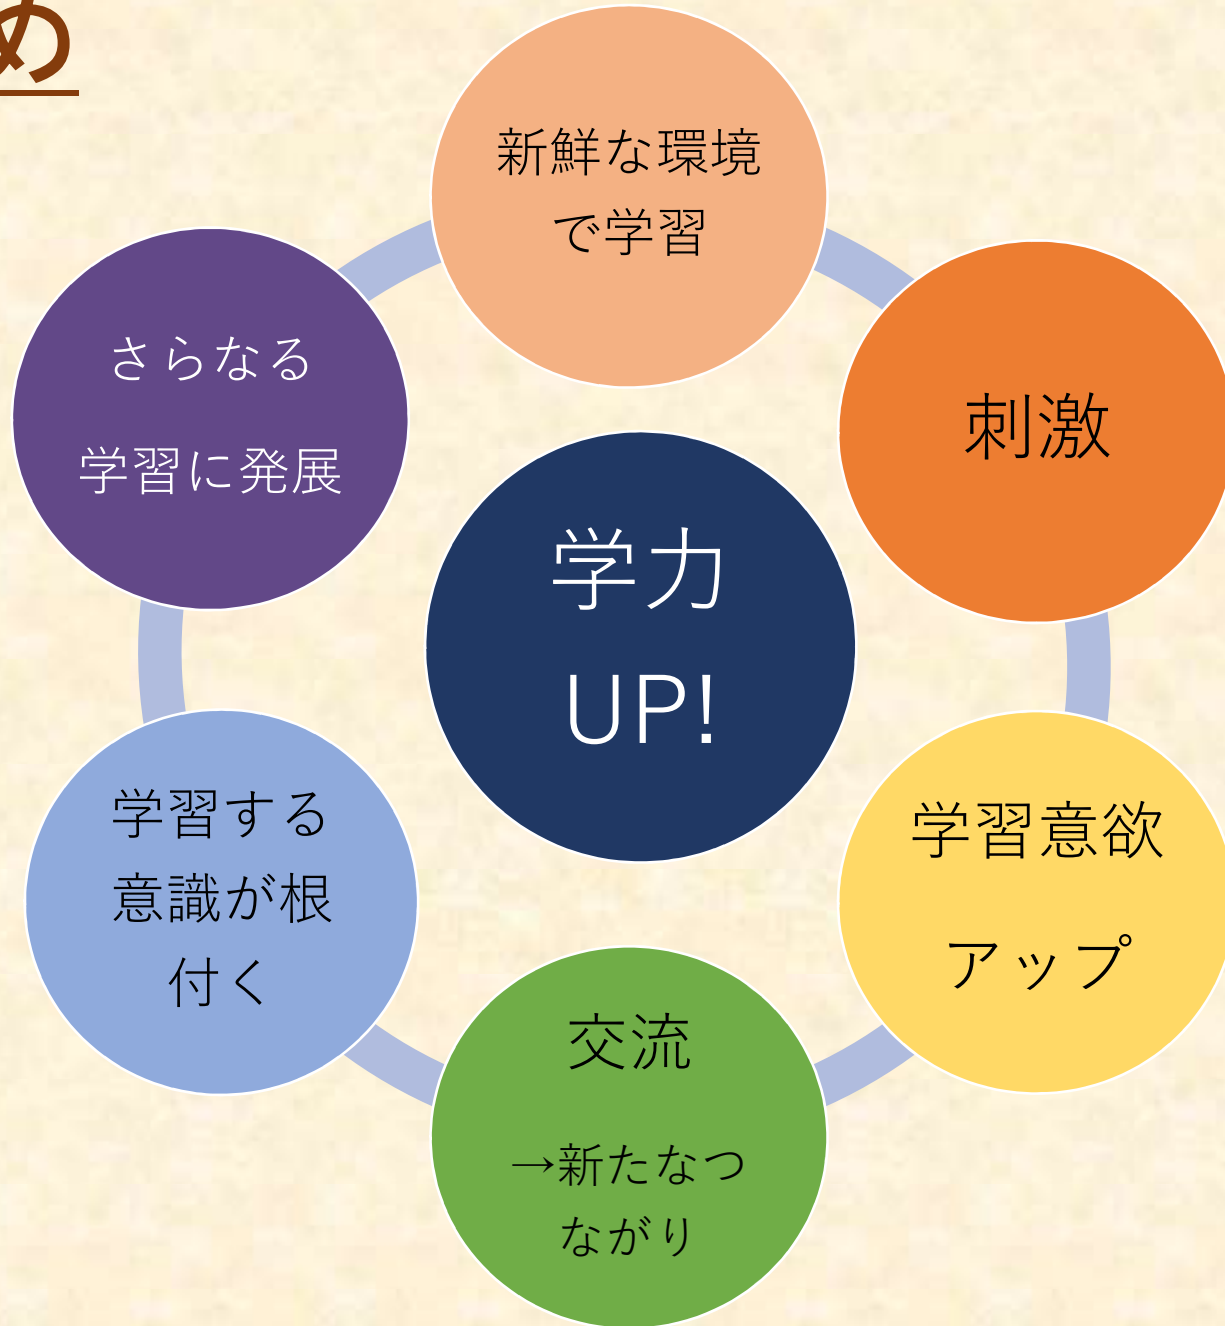 め
新鮮な環境
で学習
刺激
学習意欲
アップ
交流
→新たなつ
ながり
学習する
意識が根
付く
さらなる
学習に発展
学力
UP!